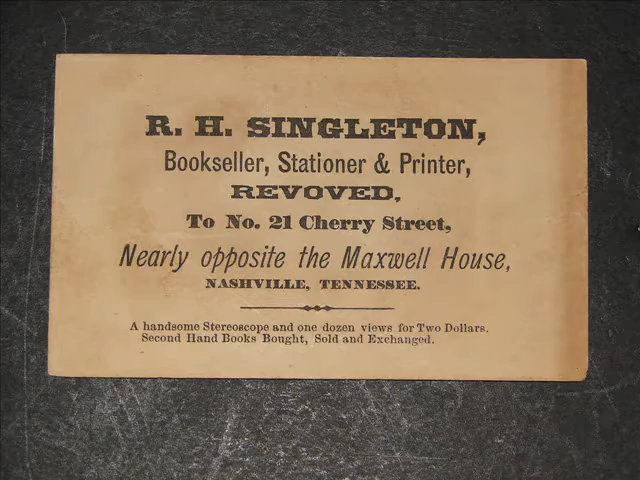 R. H. SINGLETON,
Bookseller, Stationer & Printer,
REVOVED,
To No. 21 Cherry Street,
Nearly opposite the Maxwell House,
NASHVILLE, TENNESSEE.
A handsome Stereoscope and one dozen views for Two Dollars.
Second Hand Books Bought, Sold and Exchanged.